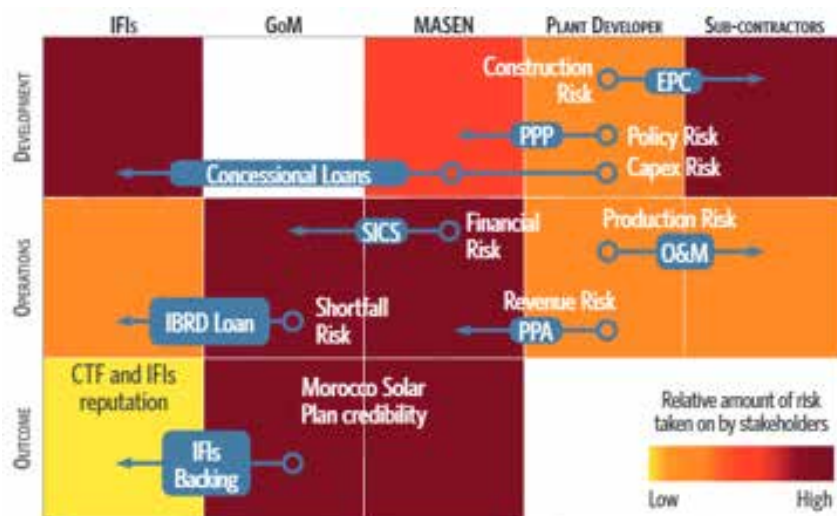 IFIs GoM MASEN PLANT DEVELOPER SUB-CONTRACTORS
DEVELOPMENT
Construction
Risk
EPC
PPP
Policy Risk
Concessional Loans
Capex Risk
OPERATIONS
SICS
Financial
Risk
Production Risk
O&M
IBRD Loan
Shortfall
Risk
Revenue Risk
PPA
OUTCOME
CTF and IFIs
reputation
Morocco Solar
Plan credibility
IFIs
Backing
Relative amount of risk
taken on by stakeholders
Low High